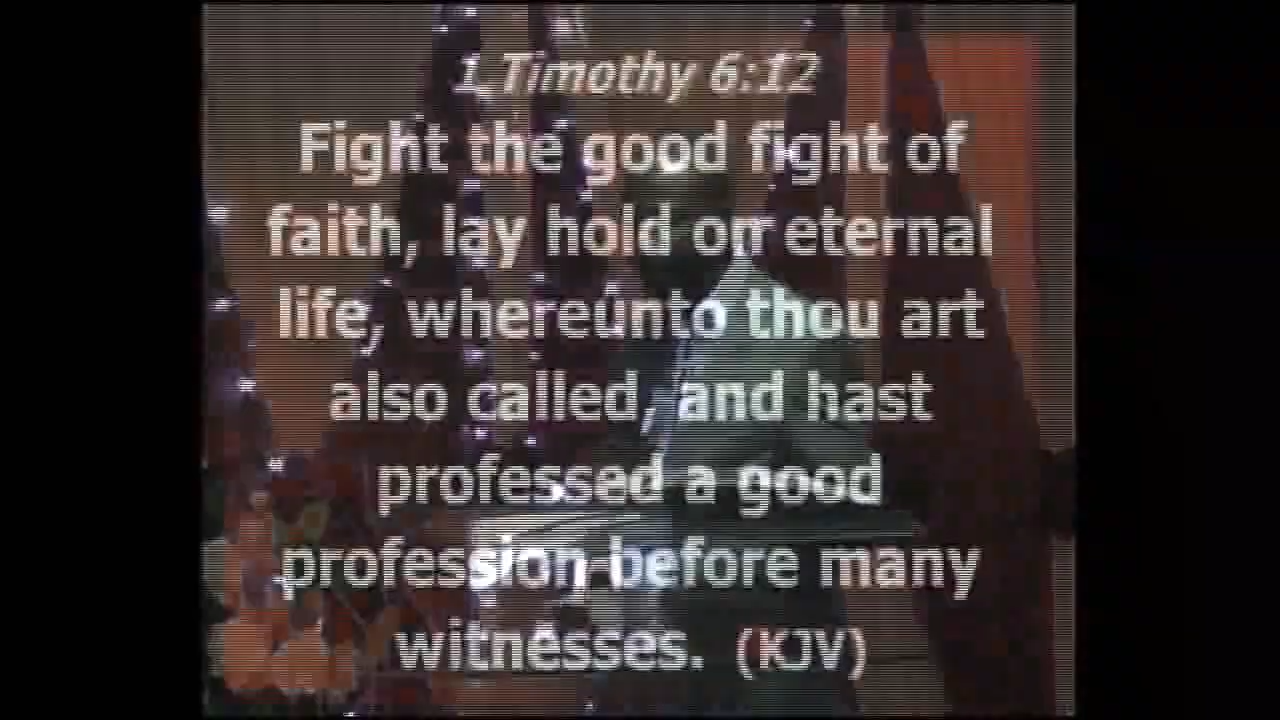 1 Timothy 6:12
Fight the good fight of
faith, lay hold on eternal
life, whereunto thou art
also called, and hast
professed a good
profession before many
witnesses. (KJV)